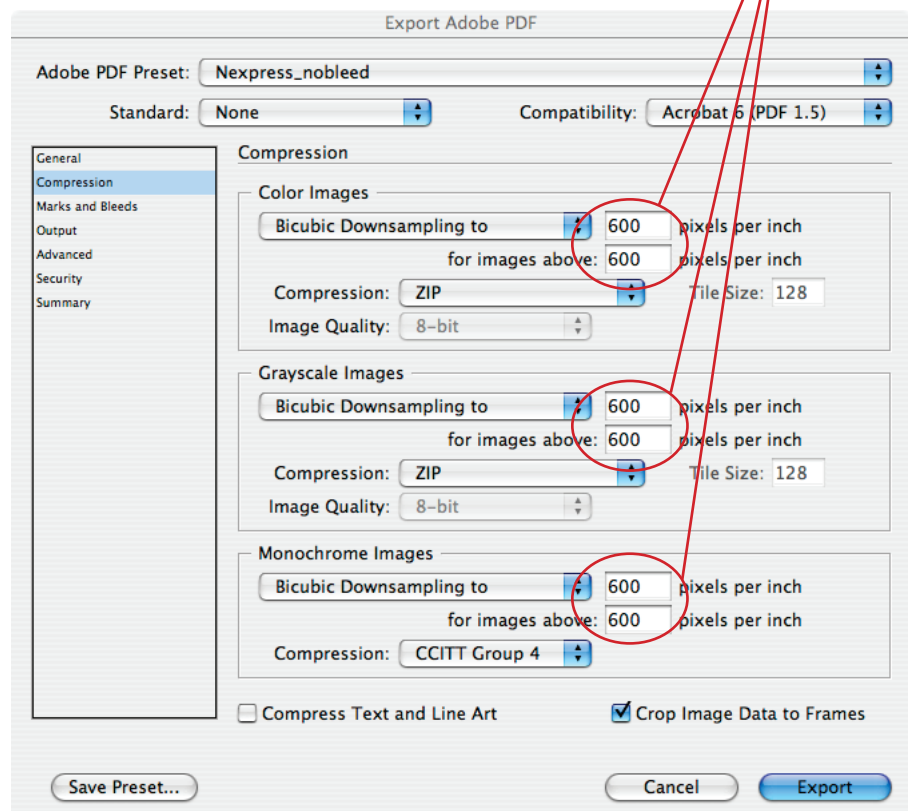 Export Adobe PDF
Adobe PDF Preset: Nexpress_nobleed
Standard: None Compatibility: Acrobat 6 (PDF 1.5)
General
Compression
Marks and Bleeds
Output
Advanced
Security
Summary
Compression
Color Images
Bicubic Downsampling to 600 pixels per inch
for images above: 600 pixels per inch
Compression: ZIP Tile Size: 128
Image Quality: 8-bit
Grayscale Images
Bicubic Downsampling to 600 pixels per inch
for images above: 600 pixels per inch
Compression: ZIP Tile Size: 128
Image Quality: 8-bit
Monochrome Images
Bicubic Downsampling to 600 pixels per inch
for images above: 600 pixels per inch
Compression: CCITT Group 4
Compress Text and Line Art Crop Image Data to Frames
Save Preset... Cancel Export